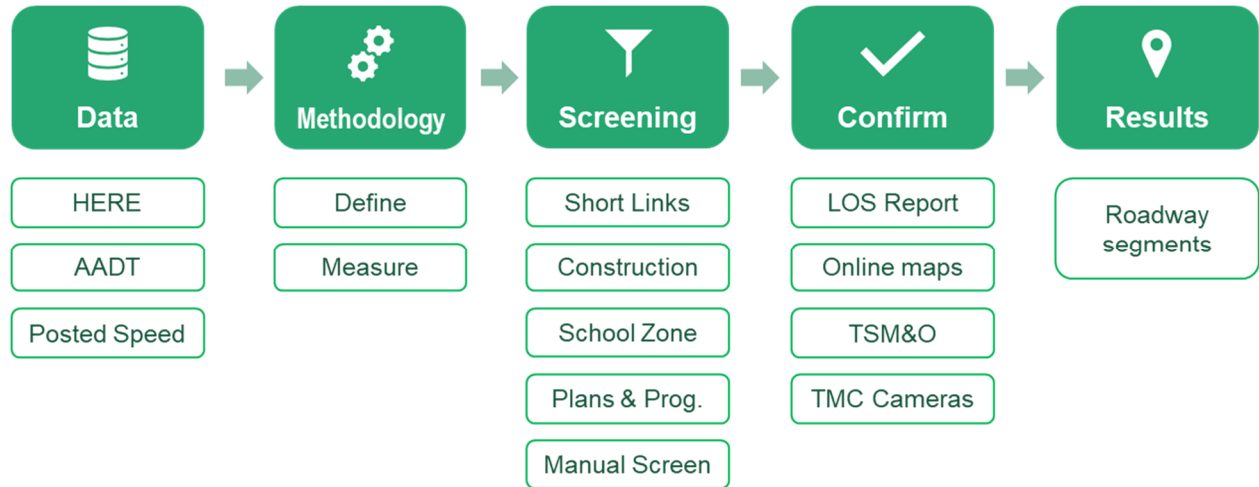 Data
Methodology
Screening
Confirm
Results
HERE
AADT
Posted Speed
Define
Measure
Short Links
Construction
School Zone
Plans & Prog.
Manual Screen
LOS Report
Online maps
TSM&O
TMC Cameras
Roadway
segments